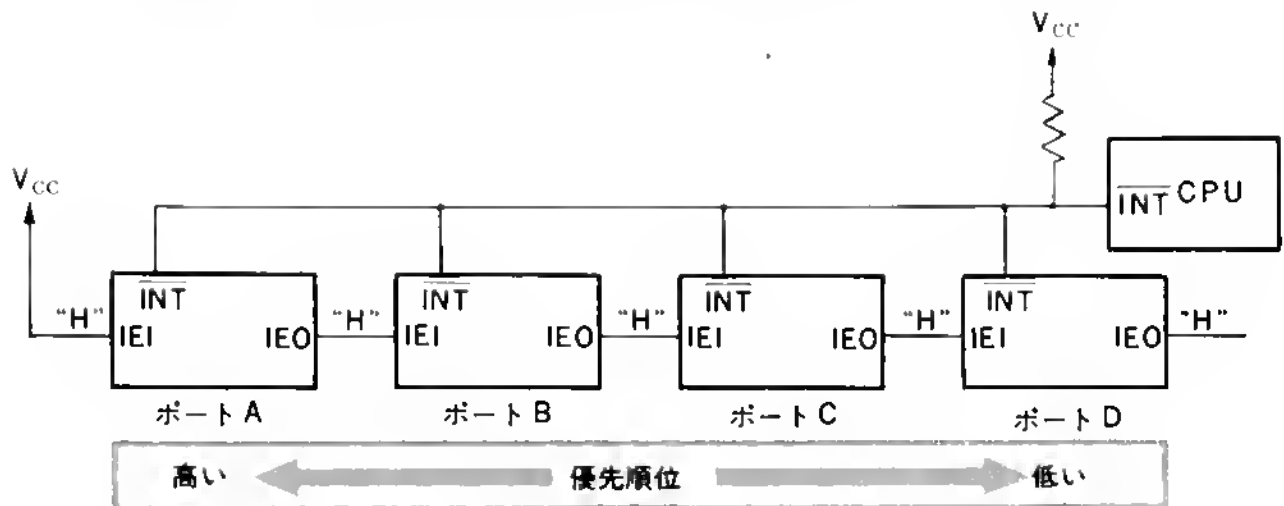 Vcc
CPU
INT
Vcc
"H"
INT
IEI
IEO
"H"
INT
IEI
IEO
"H"
INT
IEI
IEO
"H"
INT
IEI
IEO
"H"
ポートA
ポートB
ポートC
ポートD
高い
優先順位
低い